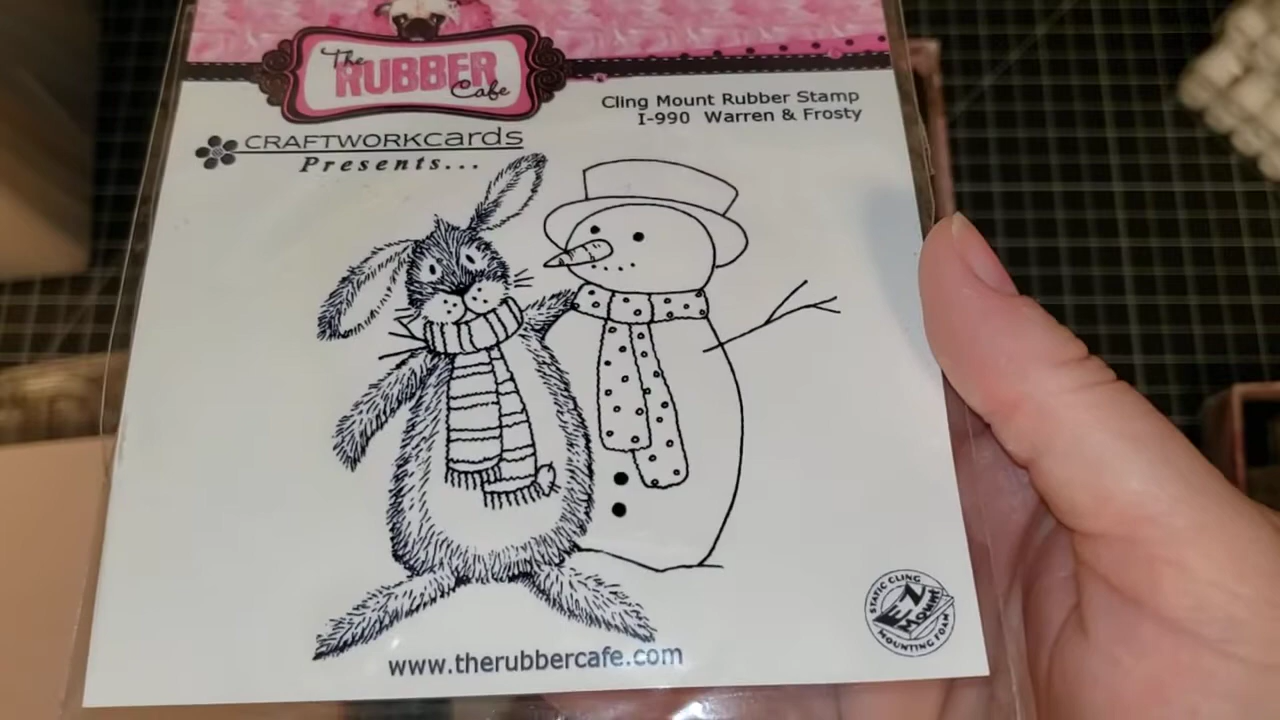 The
RUBBER
Cafe
Cling Mount Rubber Stamp
I-990 Warren & Frosty
CRAFTWORKcards
Presents...
STATIC CLING
EZ
Mount
MOUNTING FOAM
www.therubbercafe.com